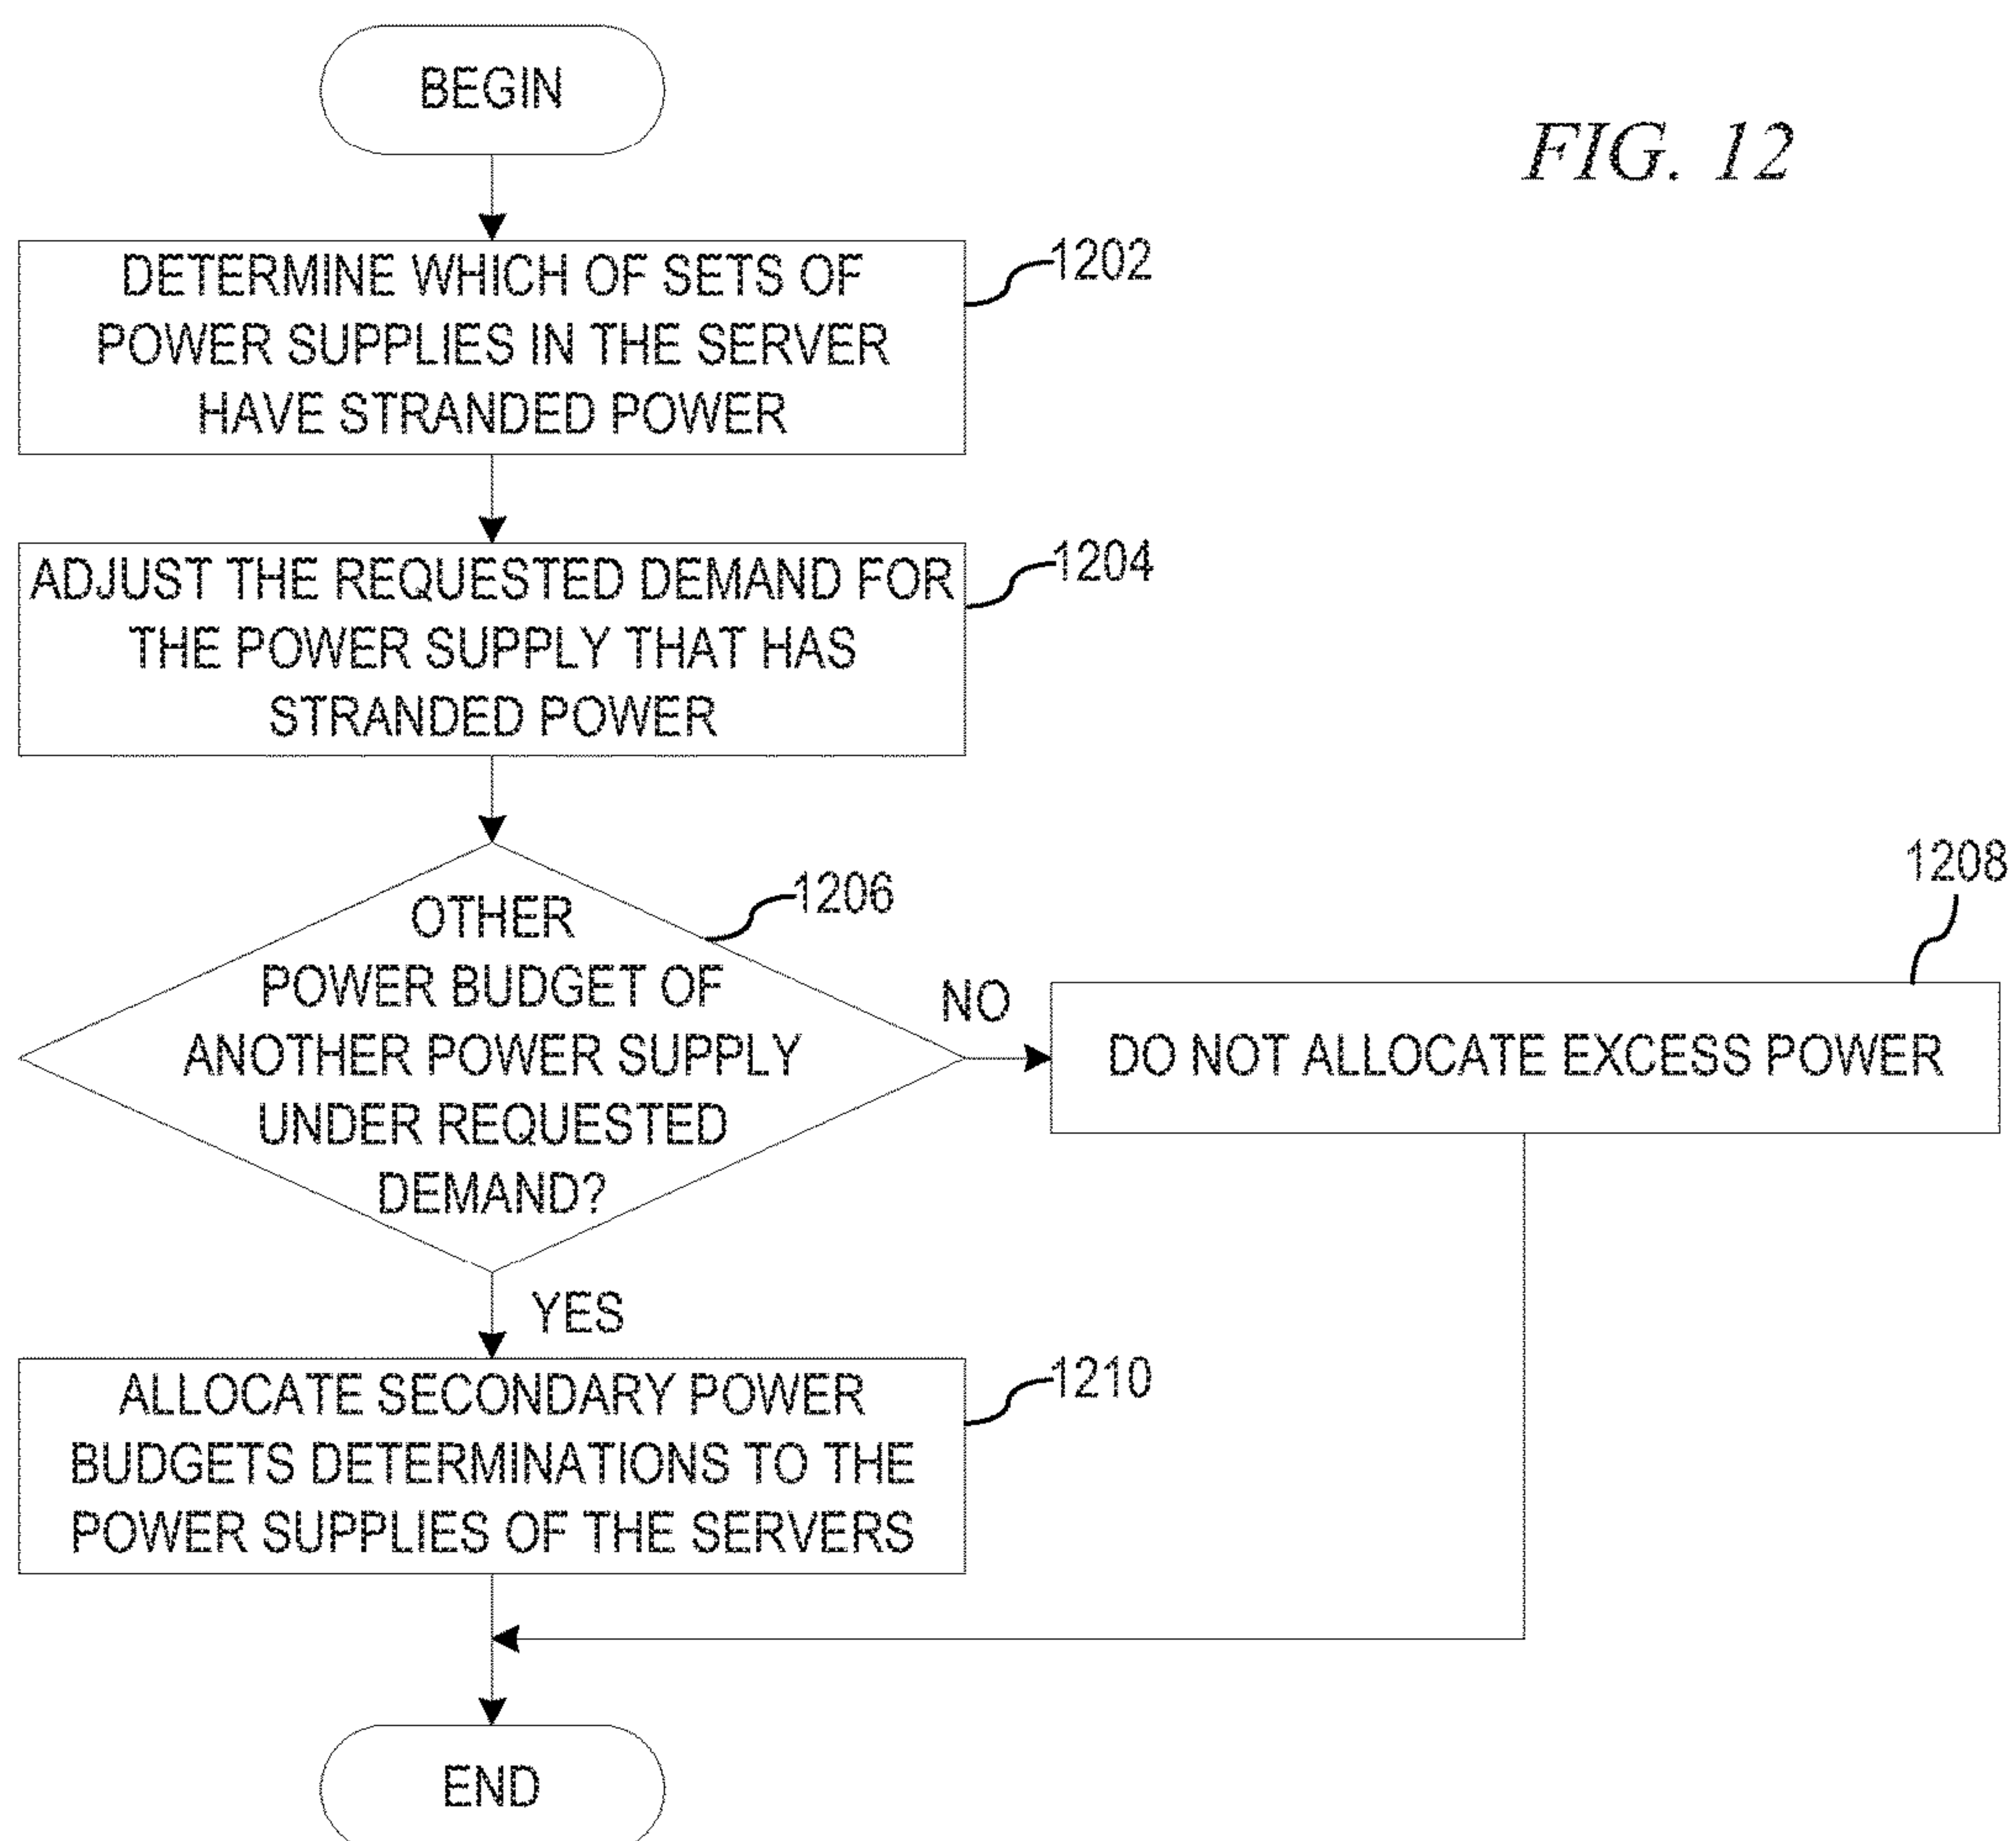 BEGIN
FIG. 12
DETERMINE WHICH OF SETS OF
POWER SUPPLIES IN THE SERVER
HAVE STRANDED POWER
1202
ADJUST THE REQUESTED DEMAND FOR
THE POWER SUPPLY THAT HAS
STRANDED POWER
1204
OTHER
POWER BUDGET OF
ANOTHER POWER SUPPLY
UNDER REQUESTED
DEMAND?
1206
NO
1208
DO NOT ALLOCATE EXCESS POWER
YES
ALLOCATE SECONDARY POWER
BUDGETS DETERMINATIONS TO THE
POWER SUPPLIES OF THE SERVERS
1210
END